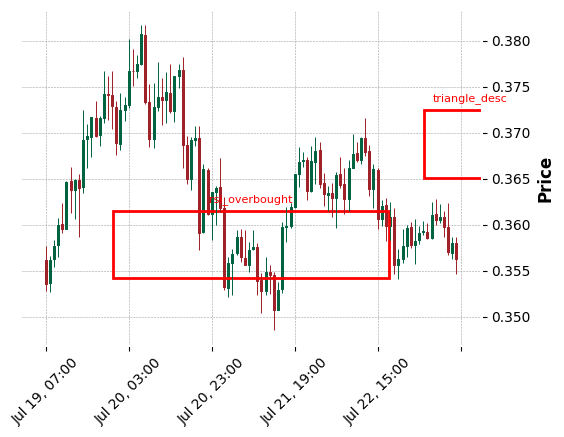 0.380
0.375
triangle_desc
0.370
0.365
_overbought
0.360
0.355
0.350
Price
Jul 19, 07:00
Jul 20, 03:00
Jul 20, 23:00
Jul 21, 19:00
Jul 22, 15:00